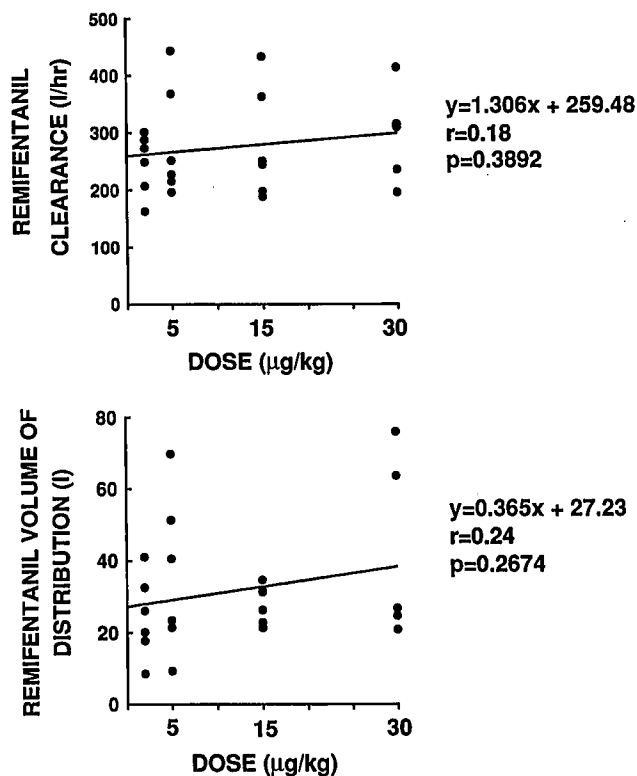 REMIFENTANIL
CLEARANCE (l/hr)
500
400
300
200
100
0
5
15
30
DOSE (μg/kg)
y=1.306x + 259.48
r=0.18
p=0.3892
REMIFENTANIL VOLUME OF
DISTRIBUTION (l)
80
60
40
20
0
5
15
30
DOSE (μg/kg)
y=0.365x + 27.23
r=0.24
p=0.2674